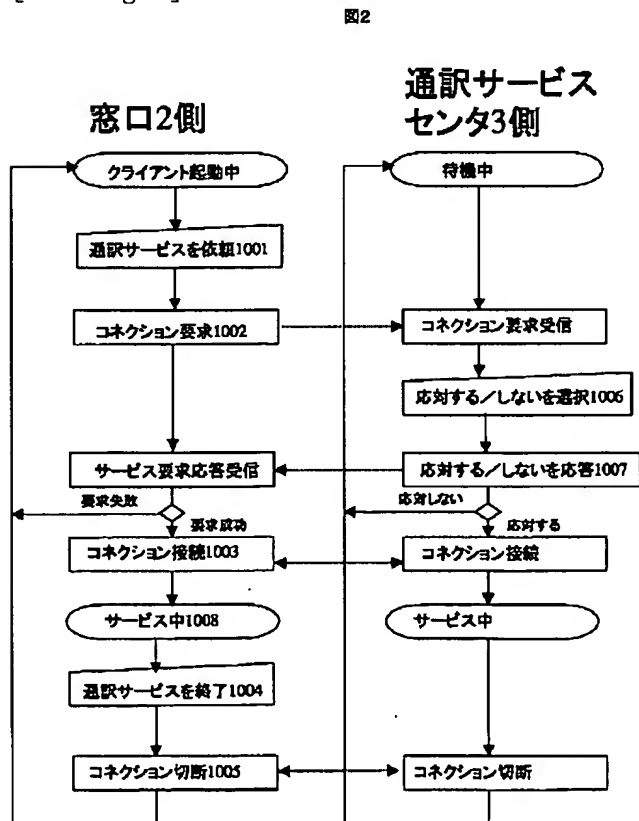 図2
窓口2側
通訳サービス
センタ3側
クライアント起動中
待機中
通訳サービスを依頼1001
コネクション要求1002
コネクション要求受信
応対する/しないを選択1006
サービス要求応答受信
応対する/しないを応答1007
要求失敗
応対しない
要求成功
応対する
コネクション接続1003
コネクション接続
サービス中1008
サービス中
通訳サービスを終了1004
コネクション切断1005
コネクション切断